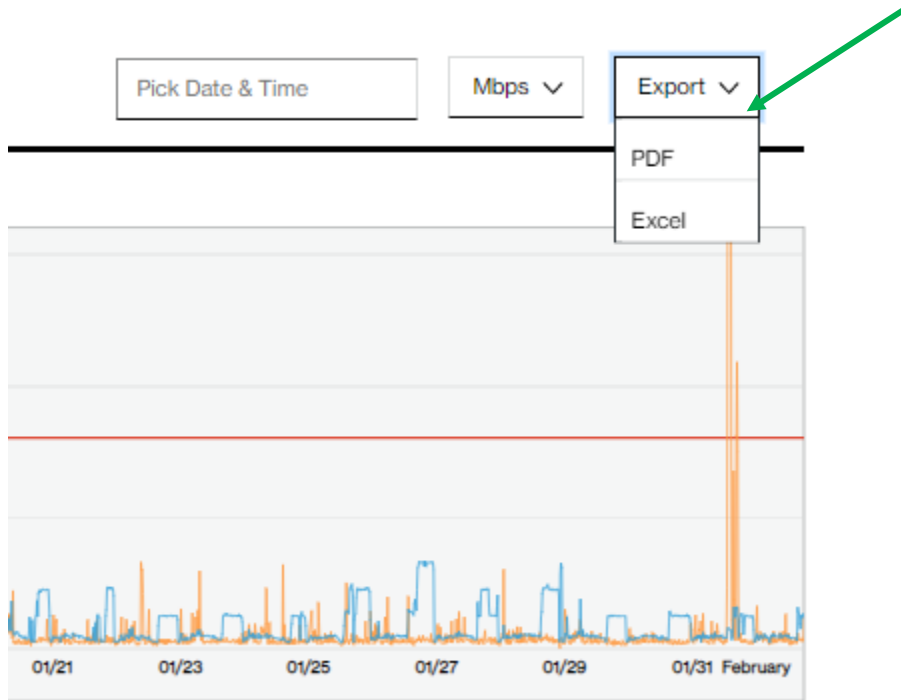 Pick Date & Time
Mbps
Export
PDF
Excel
01/21 01/23 01/25 01/27 01/29 01/31 February